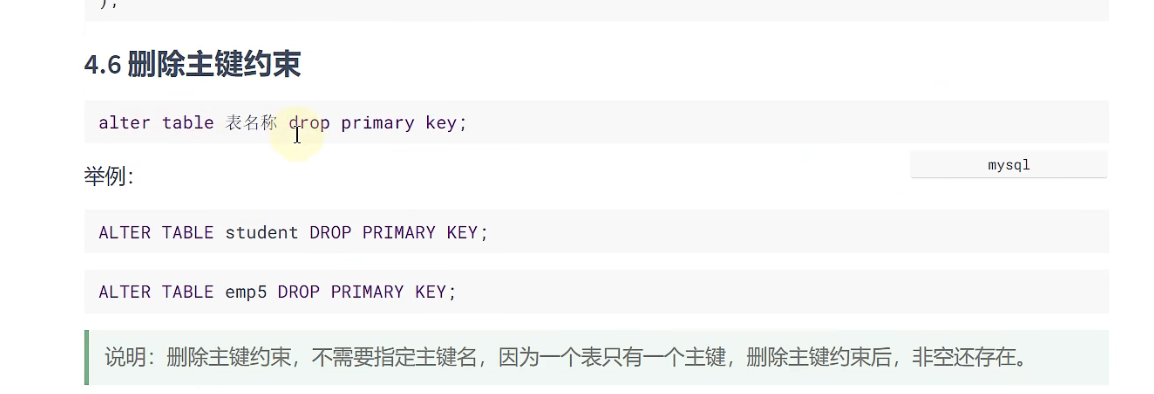 );
4.6 删除主键约束
alter table 表名称 drop primary key;
举例：
mysql
ALTER TABLE student DROP PRIMARY KEY;
ALTER TABLE emp5 DROP PRIMARY KEY;
说明：删除主键约束，不需要指定主键名，因为一个表只有一个主键，删除主键约束后，非空还存在。